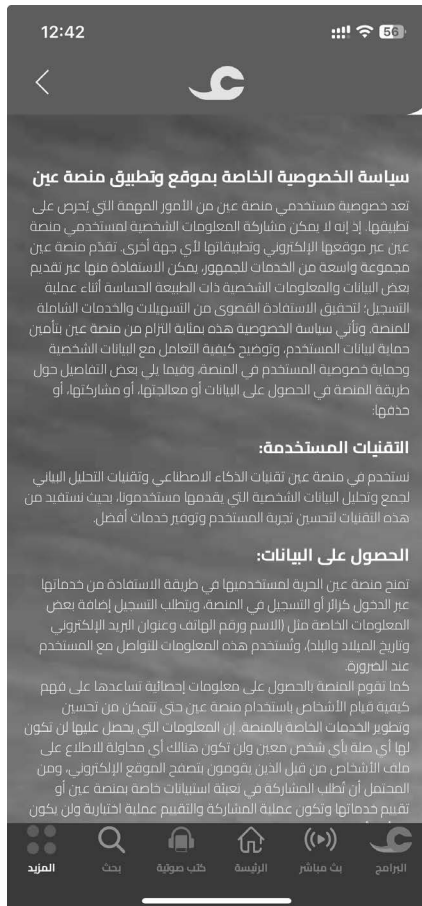 12:42
56
سياسة الخصوصية الخاصة بموقع وتطبيق منصة عين
تعد خصوصية مستخدمي منصة عين من الأمور المهمة التي يُحرص على
تطبيقها. إذ إنه لا يمكن مشاركة المعلومات الشخصية لمستخدمي منصة
عين عبر موقعها الإلكتروني وتطبيقاتها لأي جهة أخرى. تقدّم منصة عين
مجموعة واسعة من الخدمات للجمهور، يمكن الاستفادة منها عبر تقديم
بعض البيانات والمعلومات الشخصية ذات الطبيعة الحساسة أثناء عملية
التسجيل؛ لتحقيق الاستفادة القصوى من التسهيلات والخدمات الشاملة
للمنصة. وتأتي سياسة الخصوصية هذه بمثابة التزام من منصة عين بتأمين
حماية لبيانات المستخدم، وتوضيح كيفية التعامل مع البيانات الشخصية
وحماية خصوصية المستخدم في المنصة، وفيما يلي بعض التفاصيل حول
طريقة المنصة في الحصول على البيانات أو معالجتها، أو مشاركتها، أو
حذفها:
التقنيات المستخدمة:
نستخدم في منصة عين تقنيات الذكاء الاصطناعي وتقنيات التحليل البياني
لجمع وتحليل البيانات الشخصية التي يقدمها مستخدمونا، بحيث نستفيد من
هذه التقنيات لتحسين تجربة المستخدم وتوفير خدمات أفضل.
الحصول على البيانات:
تمنح منصة عين الحرية لمستخدميها في طريقة الاستفادة من خدماتها
عبر الدخول كزائر أو التسجيل في المنصة، ويتطلب التسجيل إضافة بعض
المعلومات الخاصة مثل (الاسم ورقم الهاتف وعنوان البريد الإلكتروني
وتاريخ الميلاد والبلد)، وتُستخدم هذه المعلومات للتواصل مع المستخدم
عند الضرورة.
كما تقوم المنصة بالحصول على معلومات إحصائية تساعدها على فهم
كيفية قيام الأشخاص باستخدام منصة عين حتى تتمكن من تحسين
وتطوير الخدمات الخاصة بالمنصة. إن المعلومات التي يحصل عليها لن تكون
لها أي صلة بأي شخص معين ولن تكون هنالك أي محاولة للاطلاع على
ملف الأشخاص من قبل الذين يقومون بتصفح الموقع الإلكتروني، ومن
المحتمل أن تُطلب المشاركة في تعبئة استبيانات خاصة بمنصة عين أو
تقييم خدماتها وتكون عملية المشاركة والتقييم عملية اختيارية ولن يكون
البرامج
بث مباشر
الرئيسة
كتب صوتية
بحث
المزيد